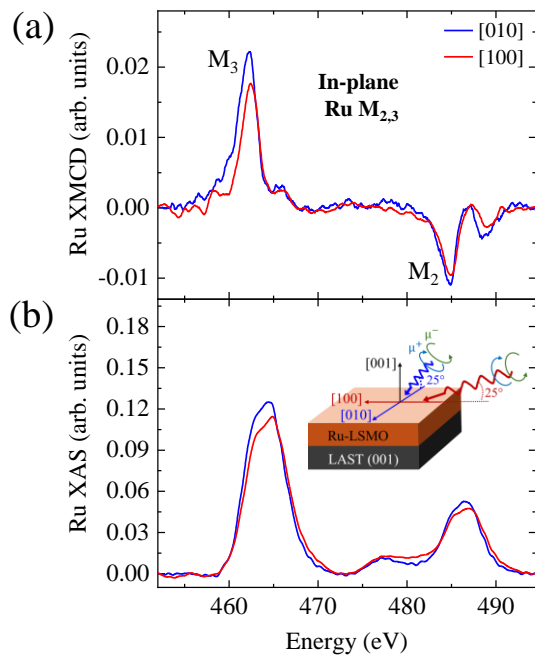 (a)
[010]
[100]
M₃
In-plane
Ru M₂,₃
M₂
0.02
0.01
0.00
-0.01
Ru XMCD (arb. units)
(b)
0.18
0.15
0.12
0.09
0.06
0.03
0.00
Ru XAS (arb. units)
μ⁻
μ⁺
[001]
25°
25°
[100]
[010]
Ru-LSMO
LAST (001)
460
470
480
490
Energy (eV)